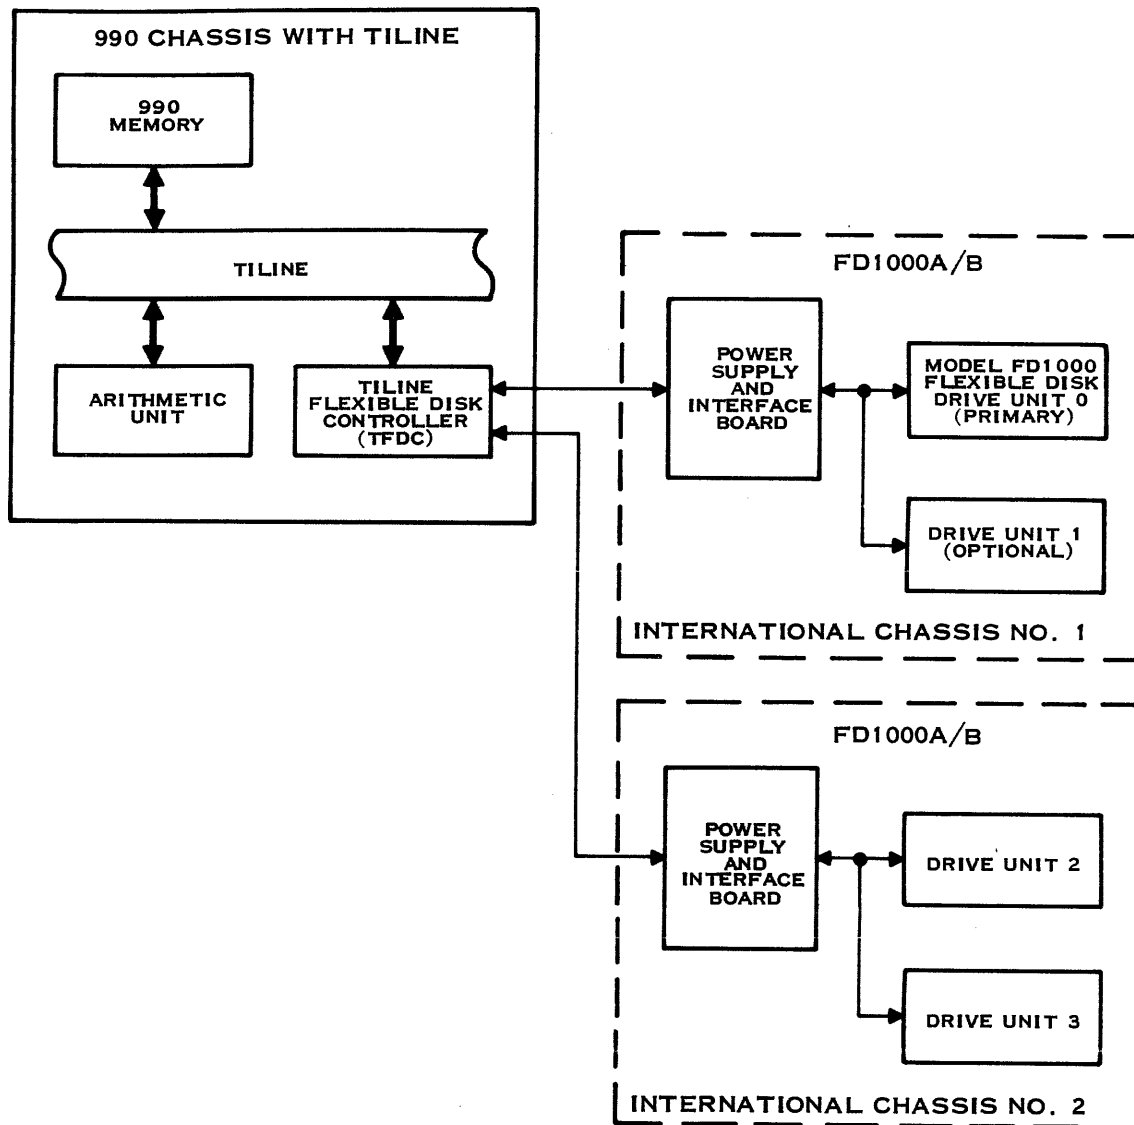 990 CHASSIS WITH TILINE
990
MEMORY
TILINE
ARITHMETIC
UNIT
TILINE
FLEXIBLE DISK
CONTROLLER
(TFDC)
FD1000A/B
POWER
SUPPLY
AND
INTERFACE
BOARD
MODEL FD1000
FLEXIBLE DISK
DRIVE UNIT 0
(PRIMARY)
DRIVE UNIT 1
(OPTIONAL)
INTERNATIONAL CHASSIS NO. 1
FD1000A/B
POWER
SUPPLY
AND
INTERFACE
BOARD
DRIVE UNIT 2
DRIVE UNIT 3
INTERNATIONAL CHASSIS NO. 2